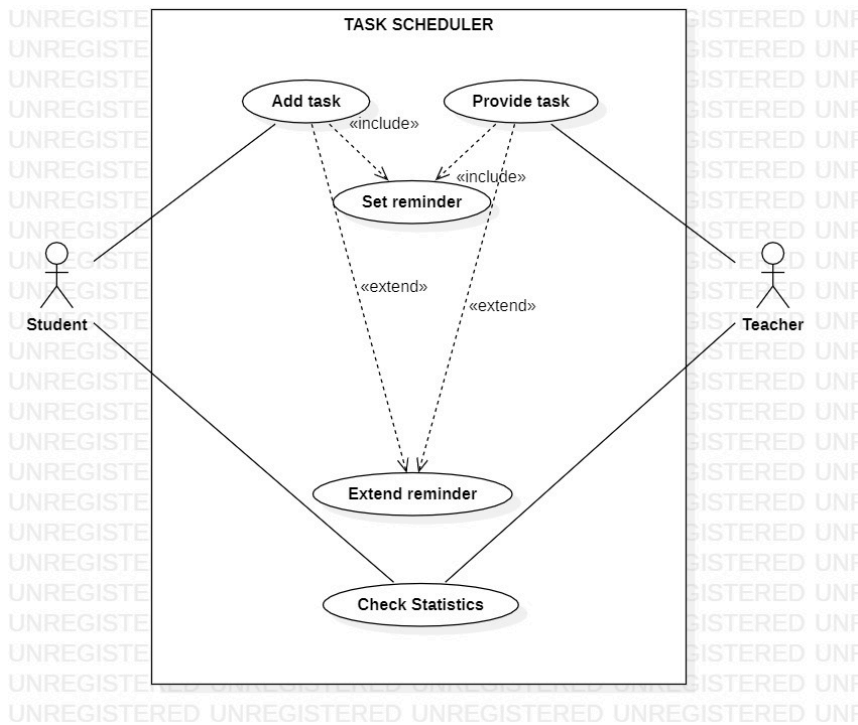 TASK SCHEDULER
Add task
Provide task
«include»
«include»
Set reminder
«extend»
«extend»
Student
Teacher
Extend reminder
Check Statistics
UNREGISTERED UNREGISTERED UNREGISTERED UNREGISTERED